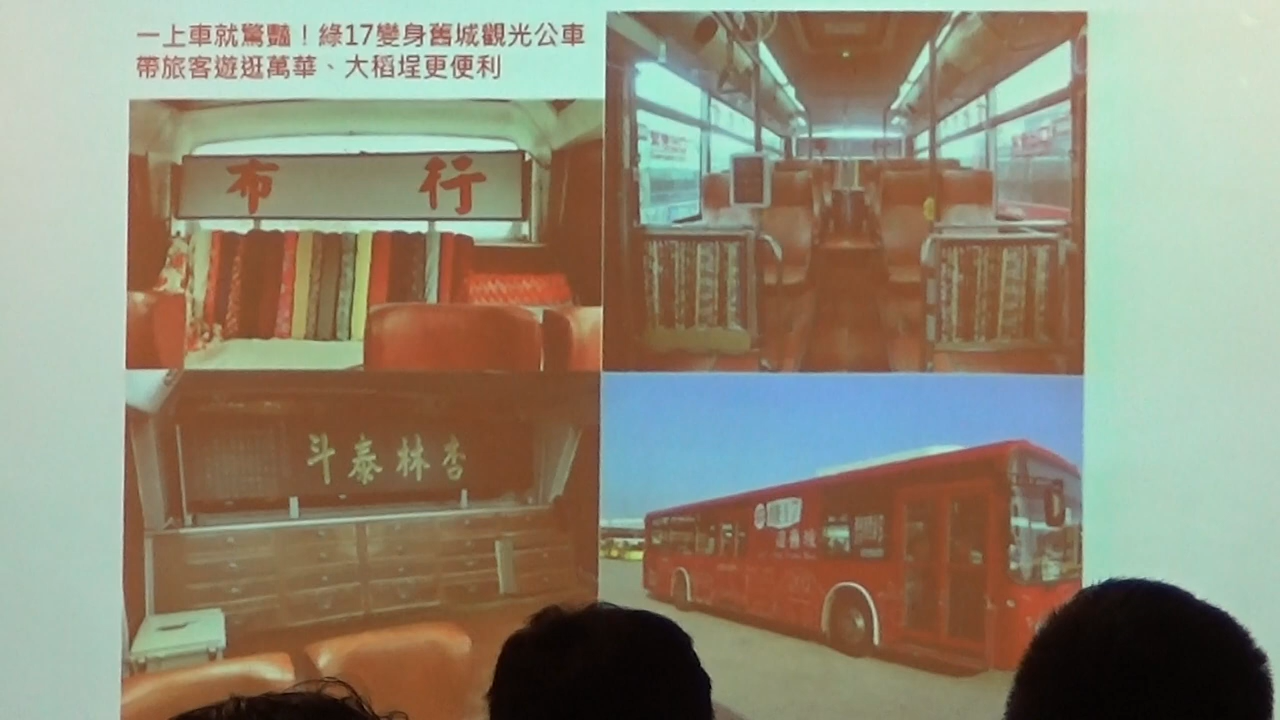 一上車就驚豔！綠17變身舊城觀光公車
帶旅客遊逛萬華、大稻埕更便利
布行
斗泰林杏